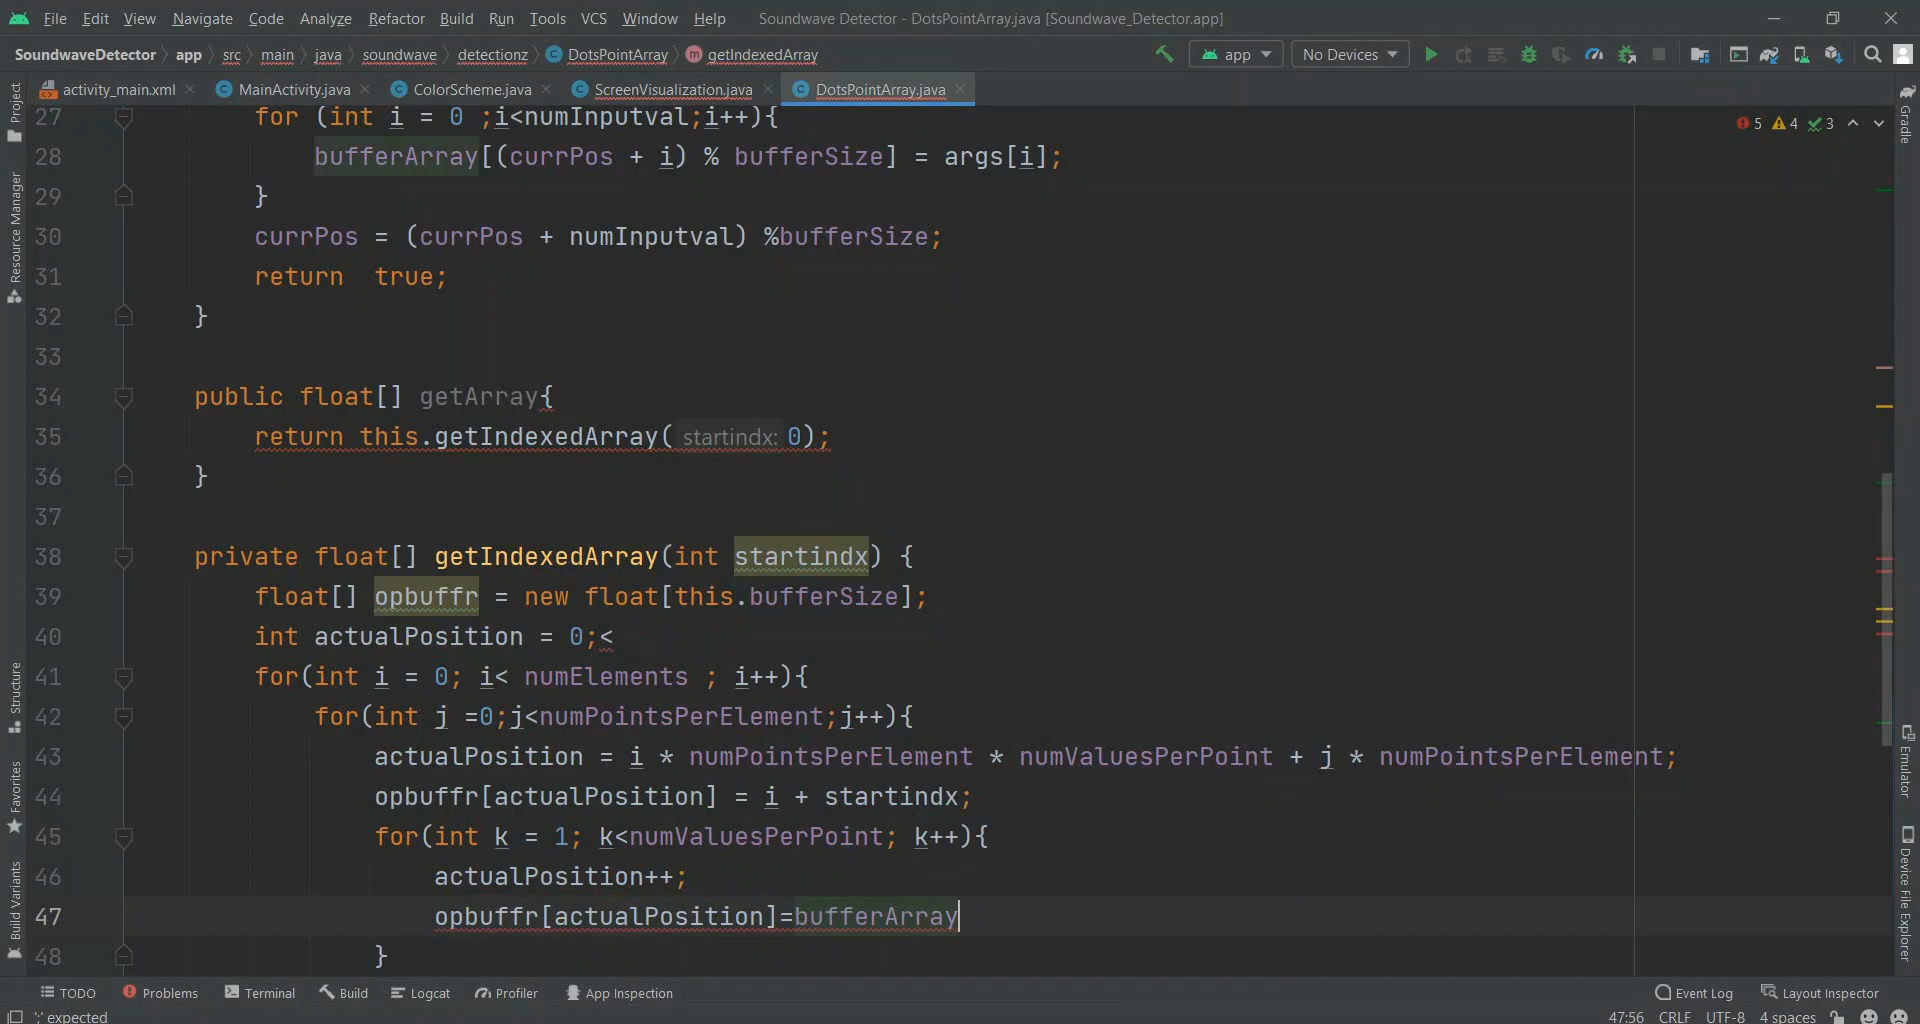 File Edit View Navigate Code Analyze Refactor Build Run Tools VCS Window Help Soundwave Detector - DotsPointArray.java [Soundwave_Detector.app]
SoundwaveDetector app src main java soundwave detectionz DotsPointArray getIndexedArray app No Devices
activity_main.xml MainActivity.java ColorScheme.java ScreenVisualization.java DotsPointArray.java
5 4 3
27 for (int i = 0 ;i<numInputval;i++){
28 bufferArray[(currPos + i) % bufferSize] = args[i];
29 }
30 currPos = (currPos + numInputval) %bufferSize;
31 return  true;
32 }
33
34 public float[] getArray{
35 return this.getIndexedArray( startindx: 0);
36 }
37
38 private float[] getIndexedArray(int startindx) {
39 float[] opbuffr = new float[this.bufferSize];
40 int actualPosition = 0;<
41 for(int i = 0; i< numElements ; i++){
42 for(int j =0;j<numPointsPerElement;j++){
43 actualPosition = i * numPointsPerElement * numValuesPerPoint + j * numPointsPerElement;
44 opbuffr[actualPosition] = i + startindx;
45 for(int k = 1; k<numValuesPerPoint; k++){
46 actualPosition++;
47 opbuffr[actualPosition]=bufferArray
48 }
Project
Resource Manager
Structure
Favorites
Build Variants
Gradle
Emulator
Device File Explorer
TODO Problems Terminal Build Logcat Profiler App Inspection Event Log Layout Inspector
';' expected 47:56 CRLF UTF-8 4 spaces